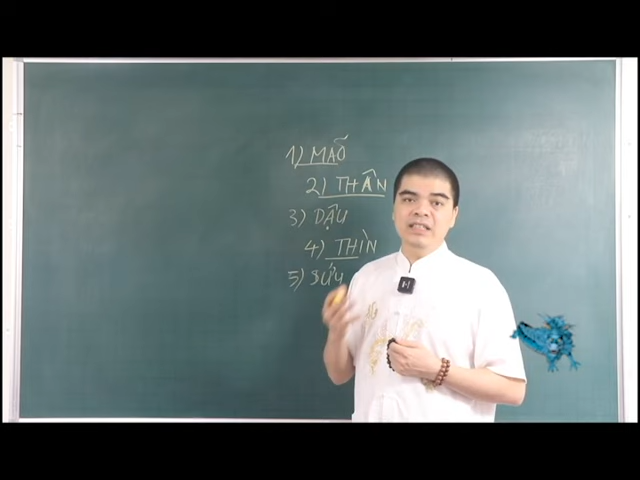 1) MÃO
2) THÂN
3) DẬU
4) THÌN
5) SỬU